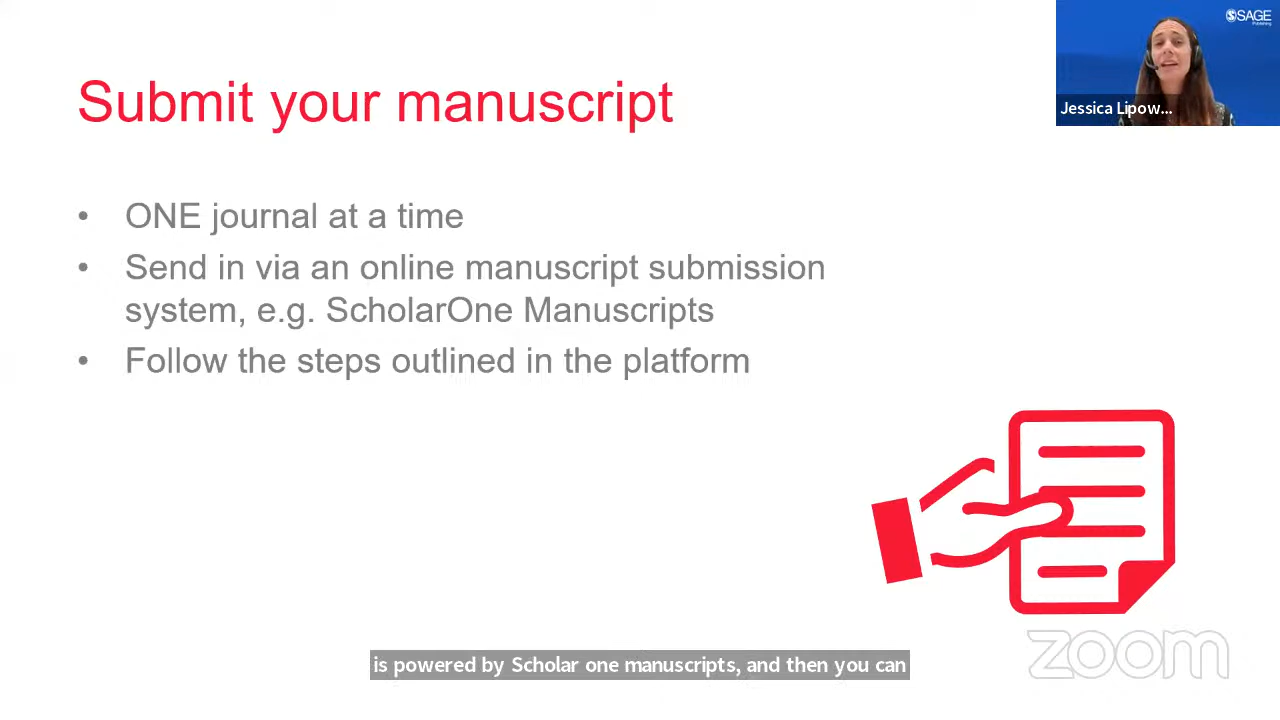 SAGE
Publishing
Jessica Lipow...
Submit your manuscript
• ONE journal at a time
• Send in via an online manuscript submission
system, e.g. ScholarOne Manuscripts
• Follow the steps outlined in the platform
zoom
is powered by Scholar one manuscripts, and then you can